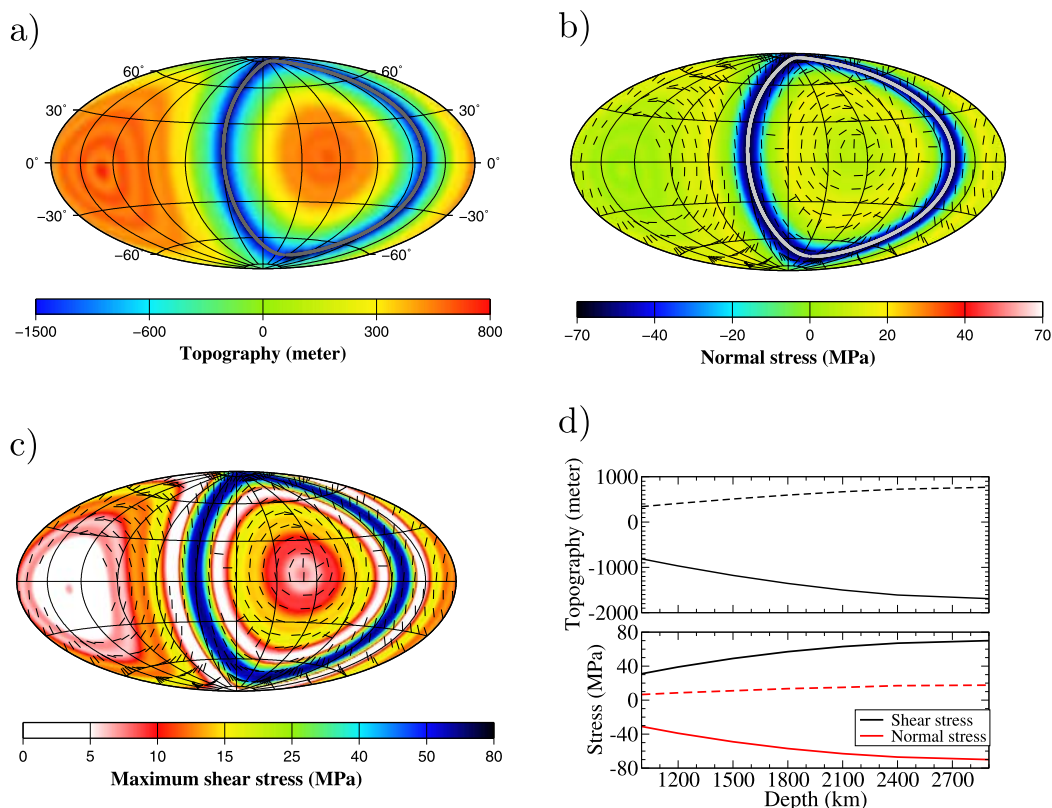 a)
60° 60°
30° 30°
0° 0°
−30° −30°
−60 −60°
−1500 −600 0 300 800
Topography (meter)
b)
−70 −40 −20 0 20 40 70
Normal stress (MPa)
c)
0 5 10 15 25 40 50 80
Maximum shear stress (MPa)
d)
Topography (meter)
1000
0
-1000
-2000
Stress (MPa)
80
40
0
-40
-80
Shear stress
Normal stress
1200 1500 1800 2100 2400 2700
Depth (km)